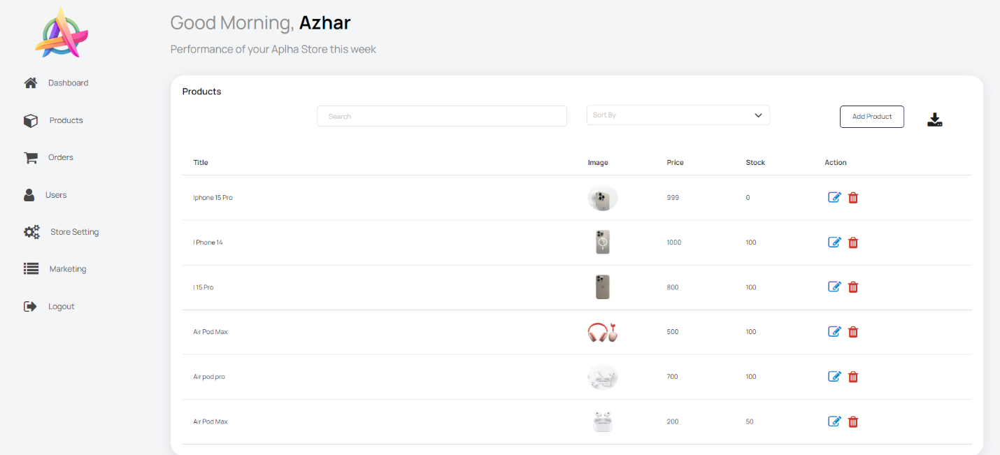 Good Morning, Azhar
Performance of your Aplha Store this week
Dashboard
Products
Orders
Users
Store Setting
Marketing
Logout
Products
Search
Sort By
Add Product
Title Image Price Stock Action
Iphone 15 Pro 999 0
I Phone 14 1000 100
I 15 Pro 800 100
Air Pod Max 500 100
Air pod pro 700 100
Air Pod Max 200 50